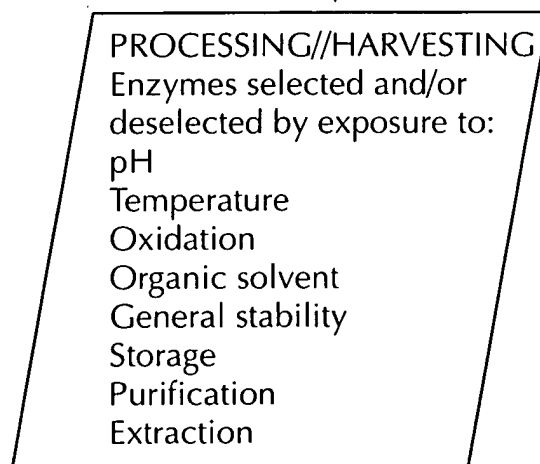 PROCESSING//HARVESTING
Enzymes selected and/or
deselected by exposure to:
pH
Temperature
Oxidation
Organic solvent
General stability
Storage
Purification
Extraction